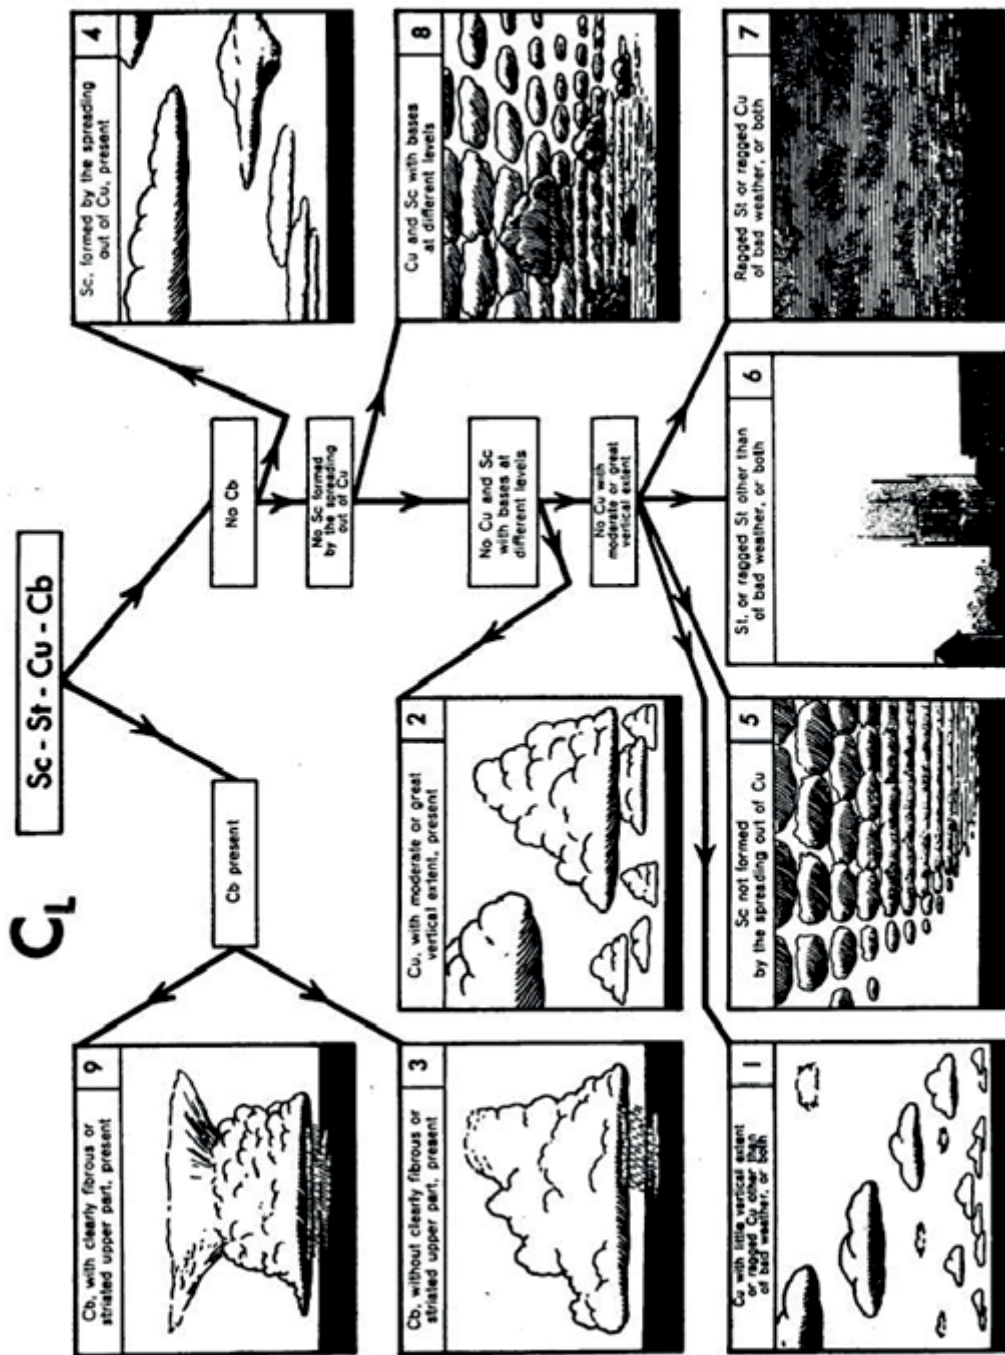 CL
Sc - St - Cu - Cb
Cb present
No Cb
No Sc formed
by the spreading
out of Cu
No Cu and Sc
with bases at
different levels
No Cu with
moderate or great
vertical extent
Cb, with clearly fibrous or
striated upper part, present
9
Sc, formed by the spreading
out of Cu, present
4
Cb, without clearly fibrous or
striated upper part, present
3
Cu, with moderate or great
vertical extent, present
2
Cu and Sc with bases
at different levels
8
Cu with little vertical extent
or ragged Cu other than
of bad weather, or both
1
Sc not formed
by the spreading out of Cu
5
St, or ragged St other than
of bad weather, or both
6
Ragged St or ragged Cu
of bad weather, or both
7